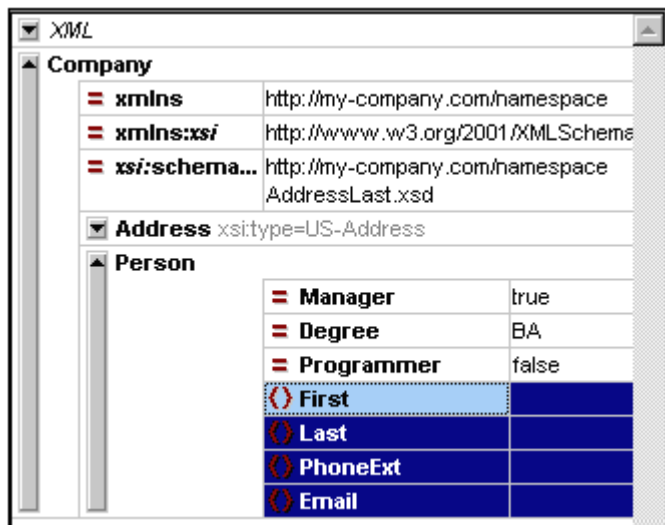 XML
Company
= xmlns http://my-company.com/namespace
= xmlns:xsi http://www.w3.org/2001/XMLSchema
= xsi:schema... http://my-company.com/namespace
AddressLast.xsd
Address xsi:type=US-Address
Person
= Manager true
= Degree BA
= Programmer false
() First
() Last
() PhoneExt
() Email